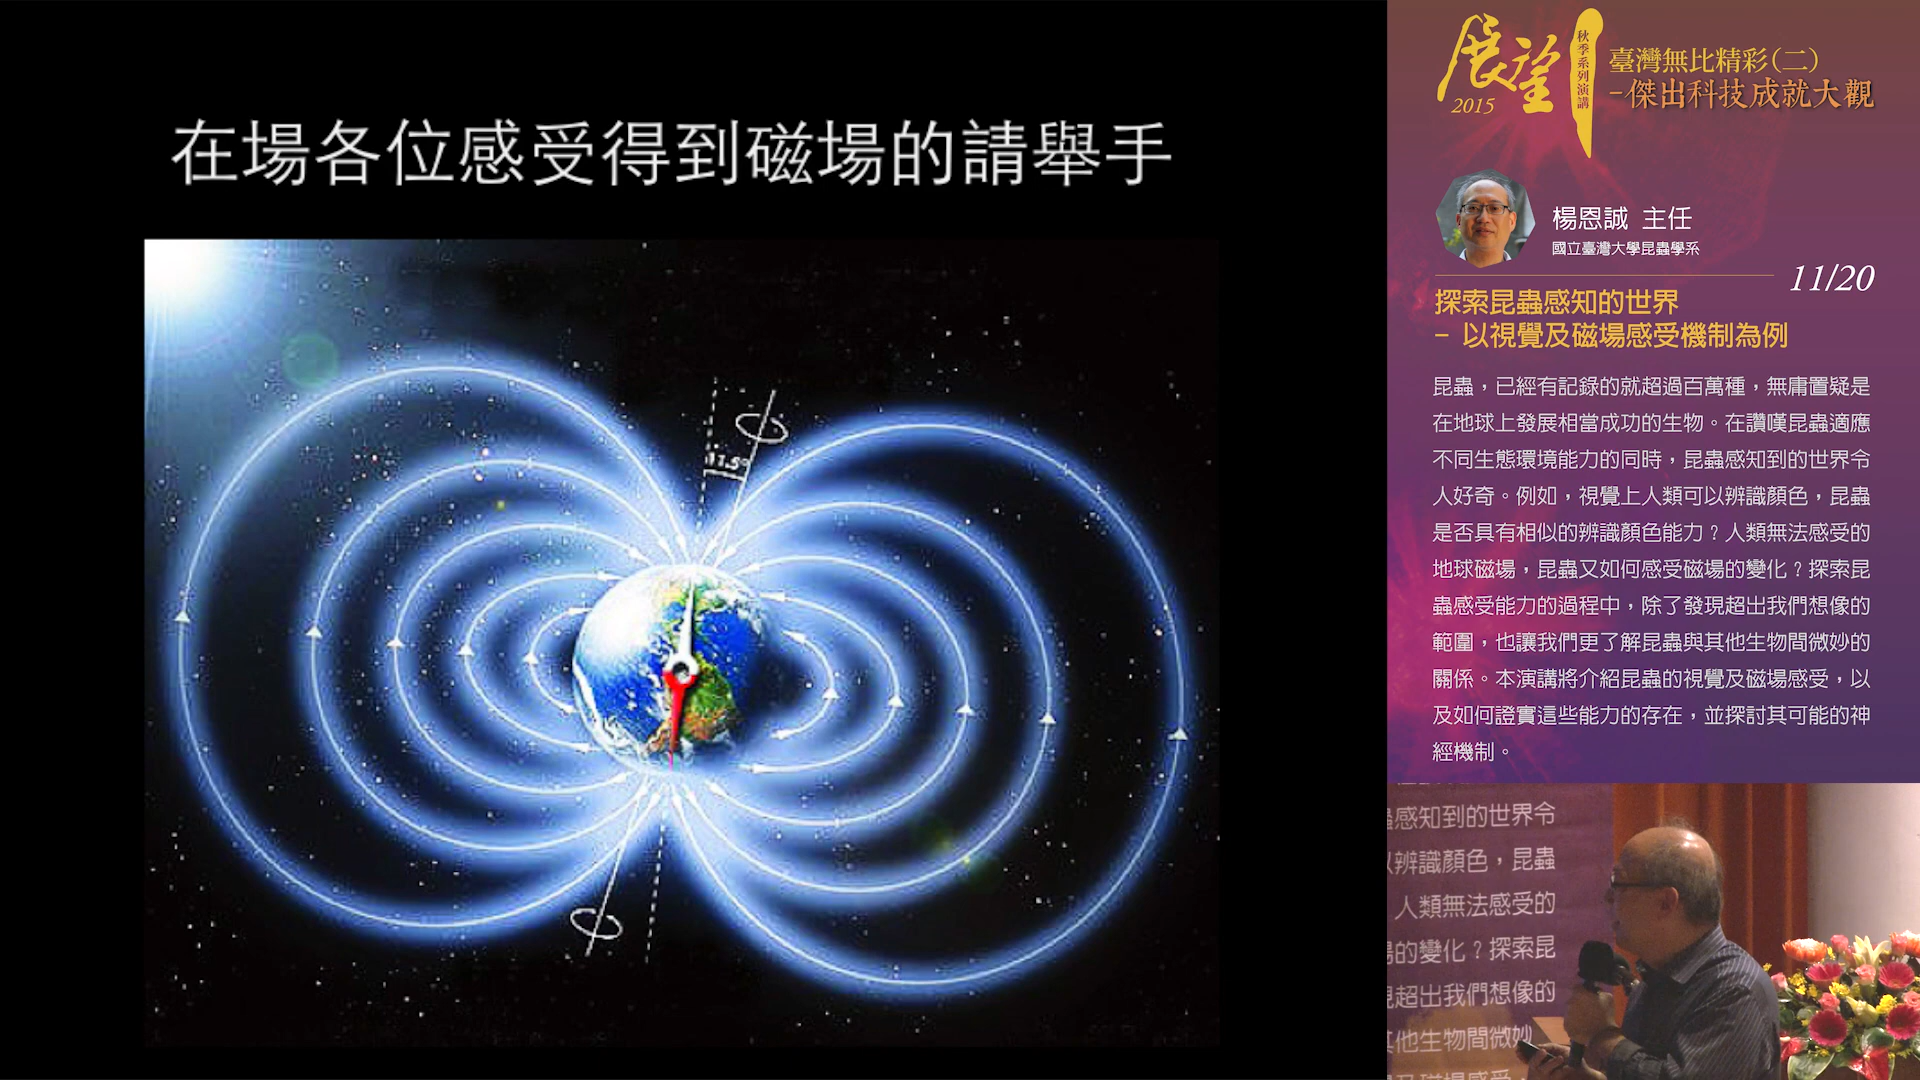 在場各位感受得到磁場的請舉手
11.5°
展望
2015
秋季系列演講
臺灣無比精彩(二)
-傑出科技成就大觀
楊恩誠 主任
國立臺灣大學昆蟲學系
11/20
探索昆蟲感知的世界
- 以視覺及磁場感受機制為例
昆蟲，已經有記錄的就超過百萬種，無庸置疑是
在地球上發展相當成功的生物。在讚嘆昆蟲適應
不同生態環境能力的同時，昆蟲感知到的世界令
人好奇。例如，視覺上人類可以辨識顏色，昆蟲
是否具有相似的辨識顏色能力？人類無法感受的
地球磁場，昆蟲又如何感受磁場的變化？探索昆
蟲感受能力的過程中，除了發現超出我們想像的
範圍，也讓我們更了解昆蟲與其他生物間微妙的
關係。本演講將介紹昆蟲的視覺及磁場感受，以
及如何證實這些能力的存在，並探討其可能的神
經機制。
感知到的世界令
辨識顏色，昆蟲
人類無法感受的
的變化？探索昆
超出我們想像的
他生物間微妙
及磁場感受，